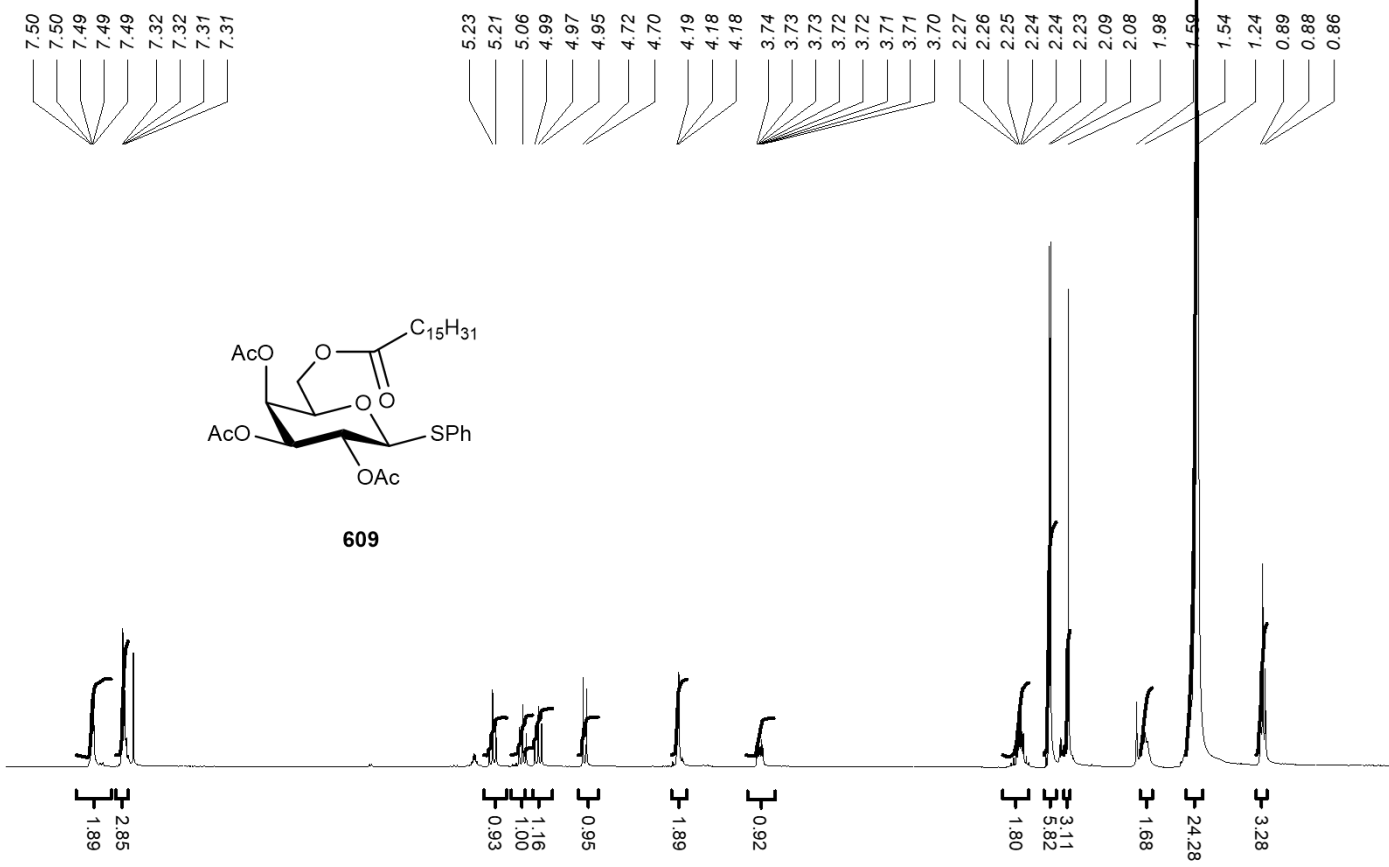 7.50 7.50 7.49 7.49 7.49 7.32 7.32 7.31 7.31 5.23 5.21 5.06 4.99 4.97 4.95 4.72 4.70 4.19 4.18 4.18 3.74 3.73 3.73 3.72 3.72 3.71 3.71 3.70 2.27 2.26 2.25 2.24 2.24 2.23 2.09 2.08 1.98 1.59 1.54 1.24 0.89 0.88 0.86
C15H31
AcO O
O O
AcO SPh
OAc
609
1.89 2.85 0.93 1.00 1.16 0.95 1.89 0.92 1.80 5.82 3.11 1.68 24.28 3.28